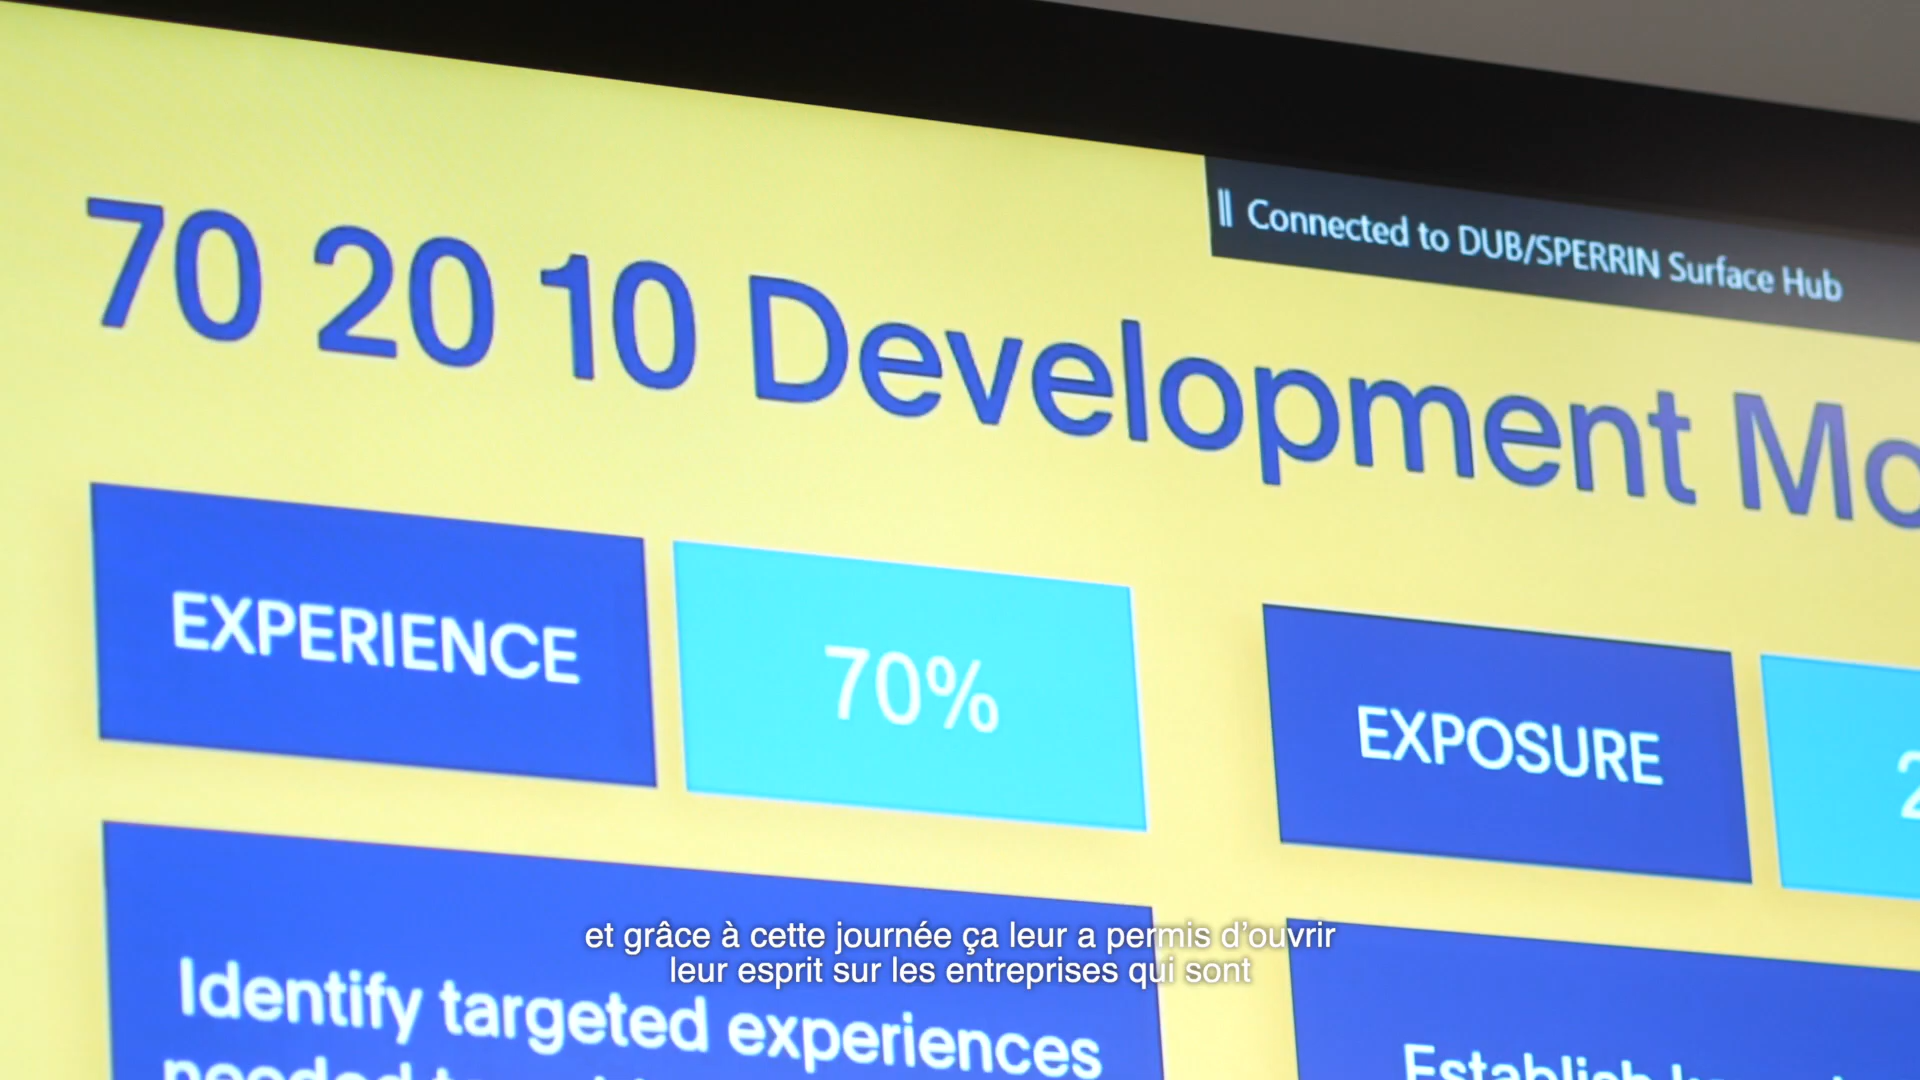 Connected to DUB/SPERRIN Surface Hub
70 20 10 Development
EXPERIENCE
70%
EXPOSURE
Identify targeted experiences
et grâce à cette journée ça leur a permis d’ouvrir
leur esprit sur les entreprises qui sont